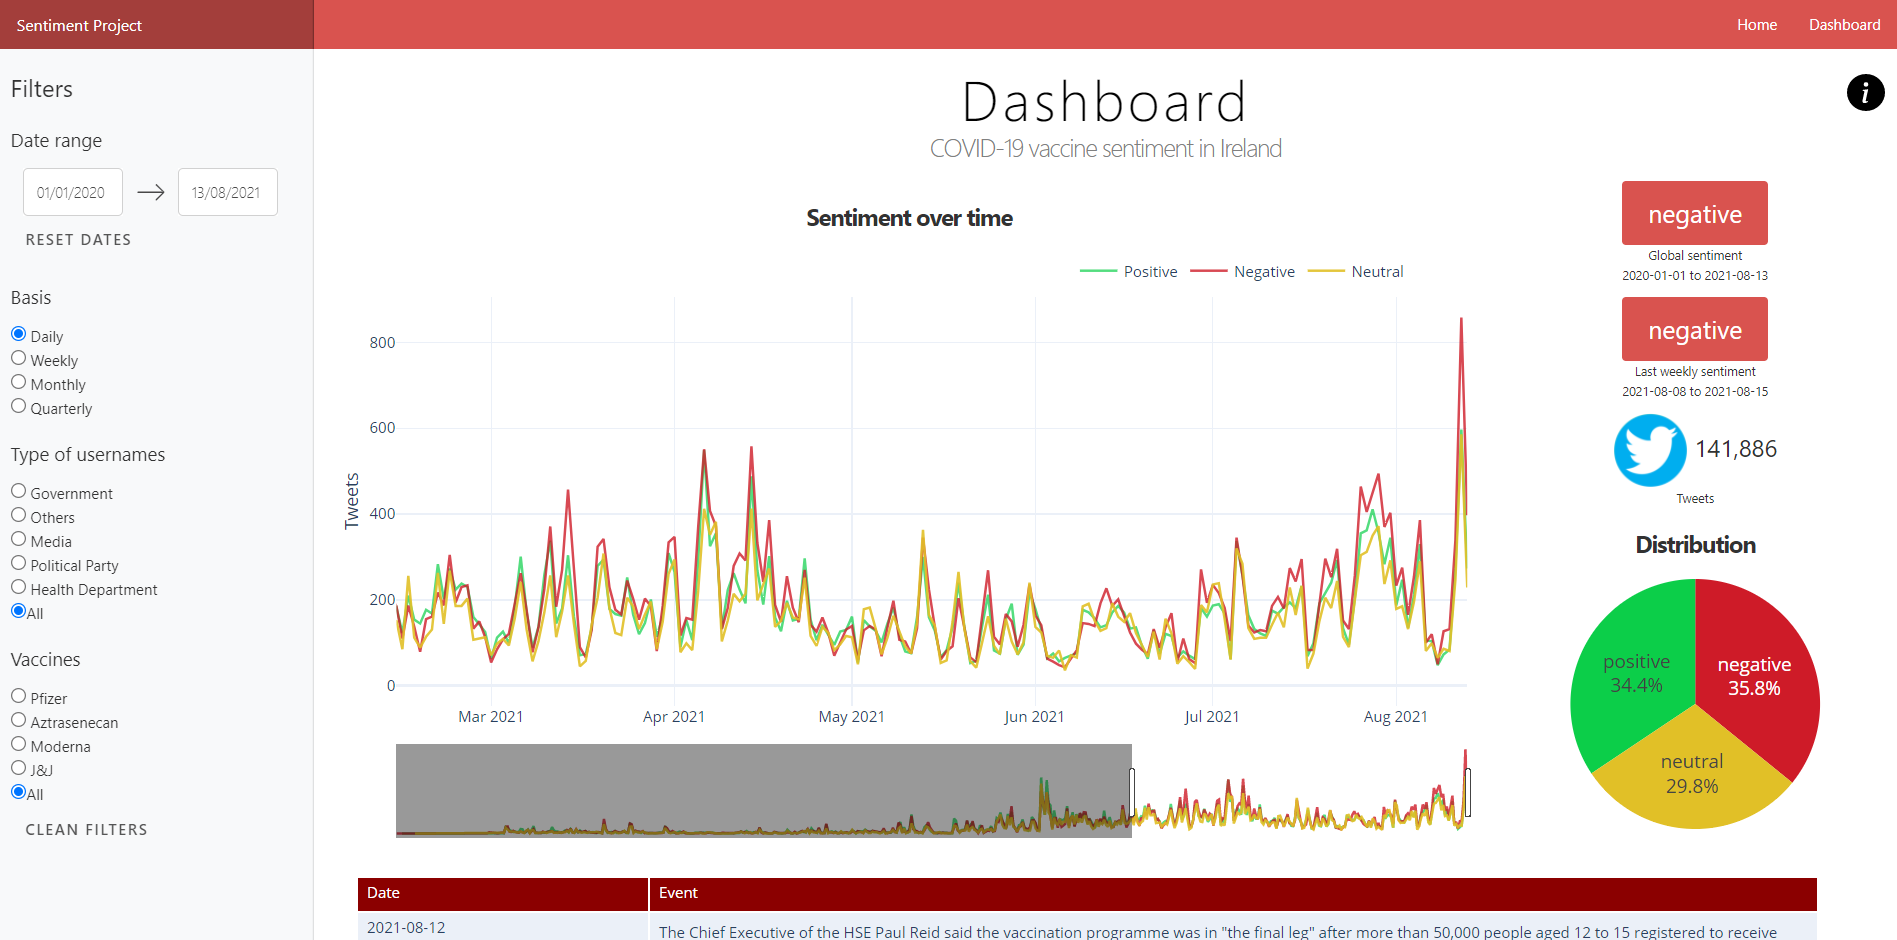 Sentiment Project
Home
Dashboard
Filters
Date range
01/01/2020
13/08/2021
RESET DATES
Basis
Daily
Weekly
Monthly
Quarterly
Type of usernames
Government
Others
Media
Political Party
Health Department
All
Vaccines
Pfizer
Aztrasenecan
Moderna
J&J
All
CLEAN FILTERS
Dashboard
COVID-19 vaccine sentiment in Ireland
i
Sentiment over time
Positive
Negative
Neutral
Tweets
800
600
400
200
0
Mar 2021
Apr 2021
May 2021
Jun 2021
Jul 2021
Aug 2021
negative
Global sentiment
2020-01-01 to 2021-08-13
negative
Last weekly sentiment
2021-08-08 to 2021-08-15
141,886
Tweets
Distribution
positive
34.4%
negative
35.8%
neutral
29.8%
Date
Event
2021-08-12
The Chief Executive of the HSE Paul Reid said the vaccination programme was in "the final leg" after more than 50,000 people aged 12 to 15 registered to receive